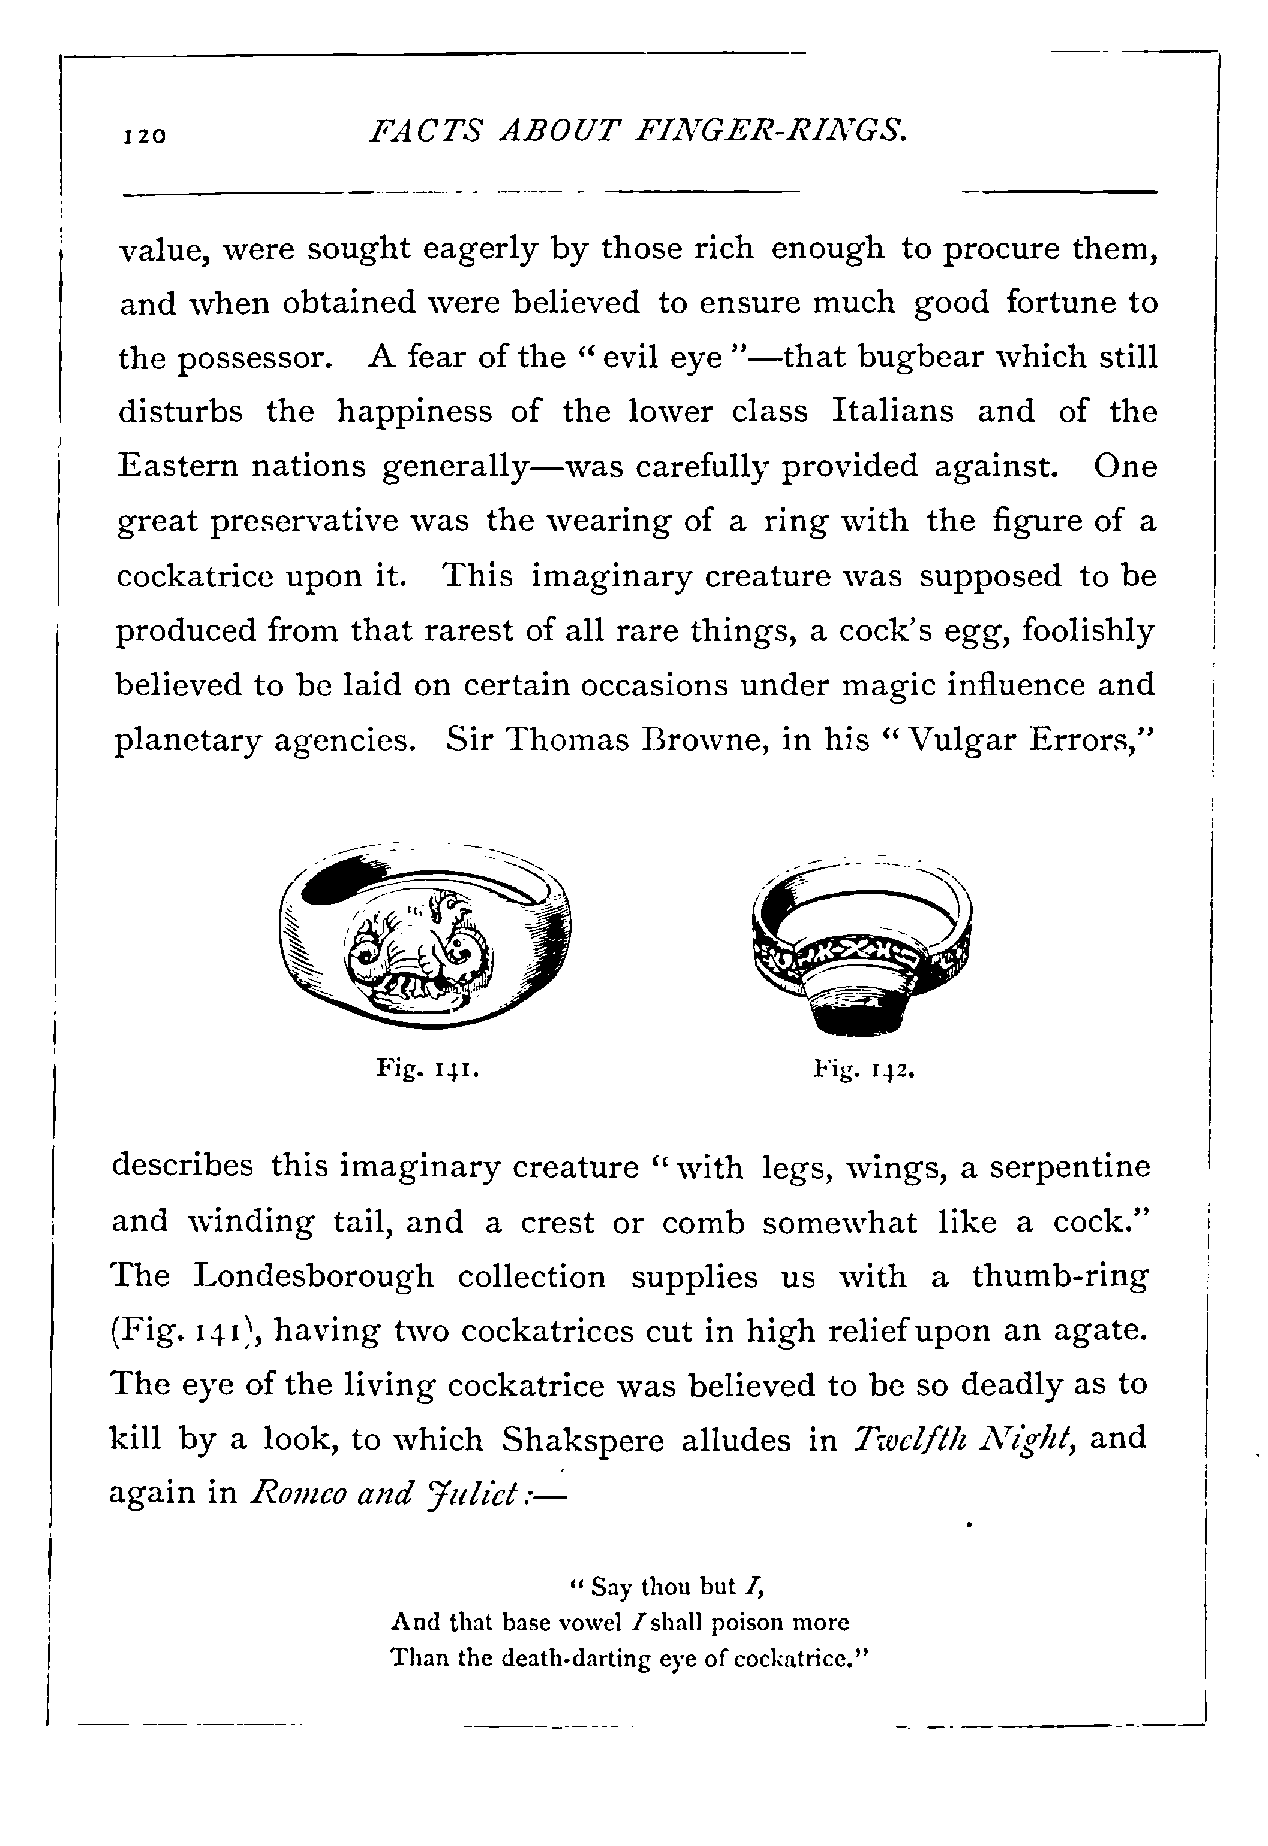 120 FACTS ABOUT FINGER-RINGS.
value, were sought eagerly by those rich enough to procure them,
and when obtained were believed to ensure much good fortune to
the possessor. A fear of the “ evil eye ”—that bugbear which still
disturbs the happiness of the lower class Italians and of the
Eastern nations generally—was carefully provided against. One
great preservative was the wearing of a ring with the figure of a
cockatrice upon it. This imaginary creature was supposed to be
produced from that rarest of all rare things, a cock’s egg, foolishly
believed to be laid on certain occasions under magic influence and
planetary agencies. Sir Thomas Browne, in his “ Vulgar Errors,”
Fig. 141. Fig. 142.
describes this imaginary creature “ with legs, wings, a serpentine
and winding tail, and a crest or comb somewhat like a cock.”
The Londesborough collection supplies us with a thumb-ring
(Fig. 141), having two cockatrices cut in high relief upon an agate.
The eye of the living cockatrice was believed to be so deadly as to
kill by a look, to which Shakspere alludes in Twelfth Night, and
again in Romeo and Juliet :—
“ Say thou but I,
And that base vowel I shall poison more
Than the death-darting eye of cockatrice.”